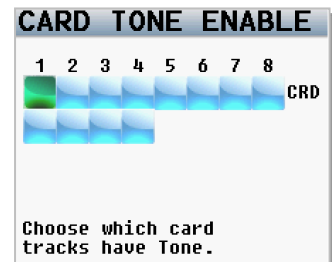 CARD TONE ENABLE
1 2 3 4 5 6 7 8
CRD
Choose which card
tracks have Tone.